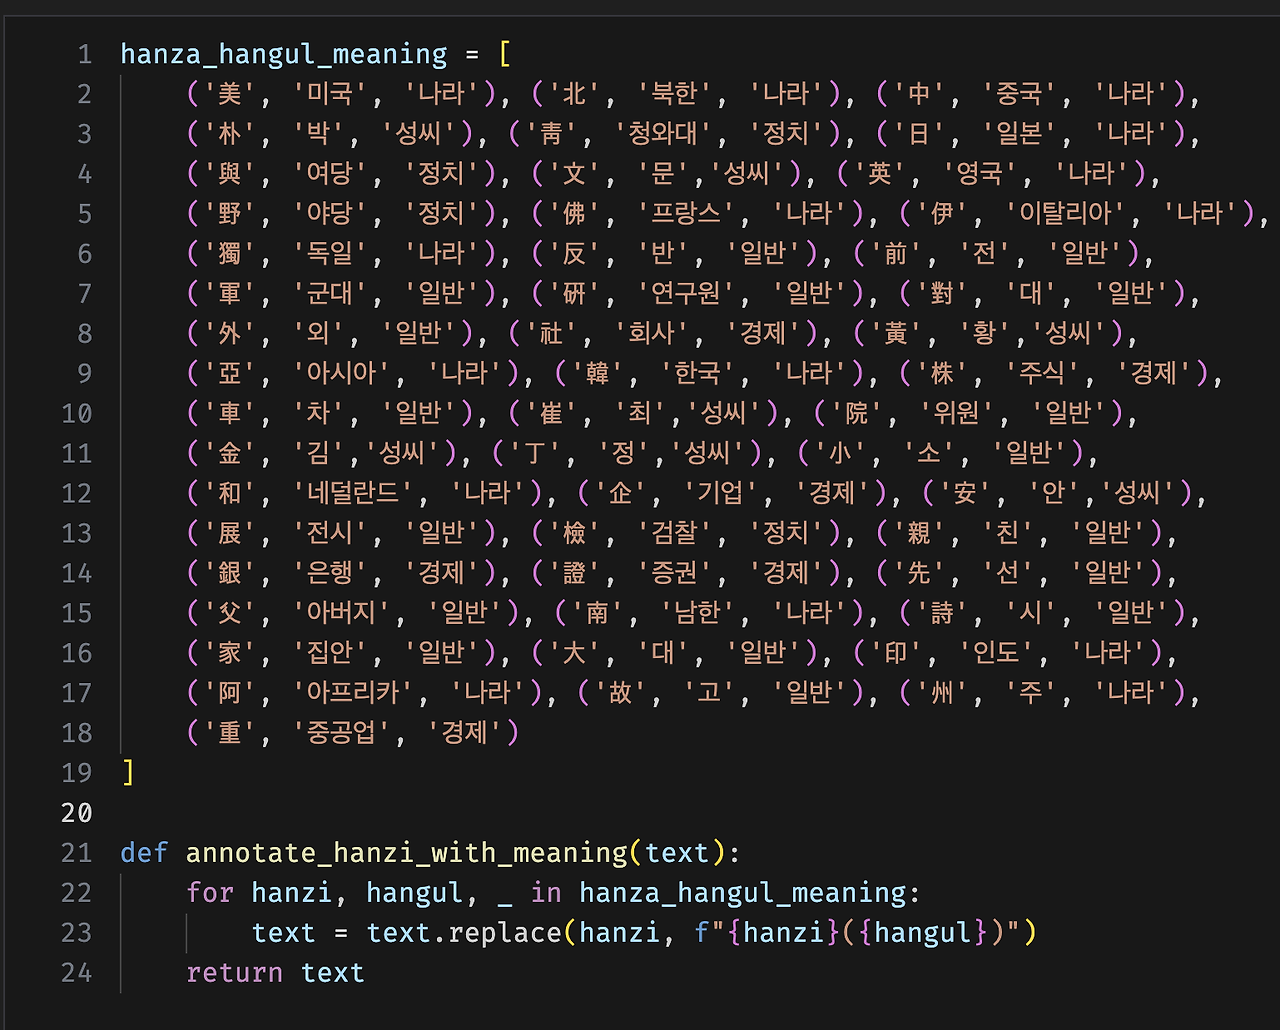 1 hanza_hangul_meaning = [
2 ('美', '미국', '나라'), ('北', '북한', '나라'), ('中', '중국', '나라'),
3 ('朴', '박', '성씨'), ('靑', '청와대', '정치'), ('日', '일본', '나라'),
4 ('與', '여당', '정치'), ('文', '문','성씨'), ('英', '영국', '나라'),
5 ('野', '야당', '정치'), ('佛', '프랑스', '나라'), ('伊', '이탈리아', '나라'),
6 ('獨', '독일', '나라'), ('反', '반', '일반'), ('前', '전', '일반'),
7 ('軍', '군대', '일반'), ('硏', '연구원', '일반'), ('對', '대', '일반'),
8 ('外', '외', '일반'), ('社', '회사', '경제'), ('黃', '황','성씨'),
9 ('亞', '아시아', '나라'), ('韓', '한국', '나라'), ('株', '주식', '경제'),
10 ('車', '차', '일반'), ('崔', '최','성씨'), ('院', '위원', '일반'),
11 ('金', '김','성씨'), ('丁', '정','성씨'), ('小', '소', '일반'),
12 ('和', '네덜란드', '나라'), ('企', '기업', '경제'), ('安', '안','성씨'),
13 ('展', '전시', '일반'), ('檢', '검찰', '정치'), ('親', '친', '일반'),
14 ('銀', '은행', '경제'), ('證', '증권', '경제'), ('先', '선', '일반'),
15 ('父', '아버지', '일반'), ('南', '남한', '나라'), ('詩', '시', '일반'),
16 ('家', '집안', '일반'), ('大', '대', '일반'), ('印', '인도', '나라'),
17 ('阿', '아프리카', '나라'), ('故', '고', '일반'), ('州', '주', '나라'),
18 ('重', '중공업', '경제')
19 ]
20
21 def annotate_hanzi_with_meaning(text):
22 for hanzi, hangul, _ in hanza_hangul_meaning:
23 text = text.replace(hanzi, f"{hanzi}({hangul})")
24 return text